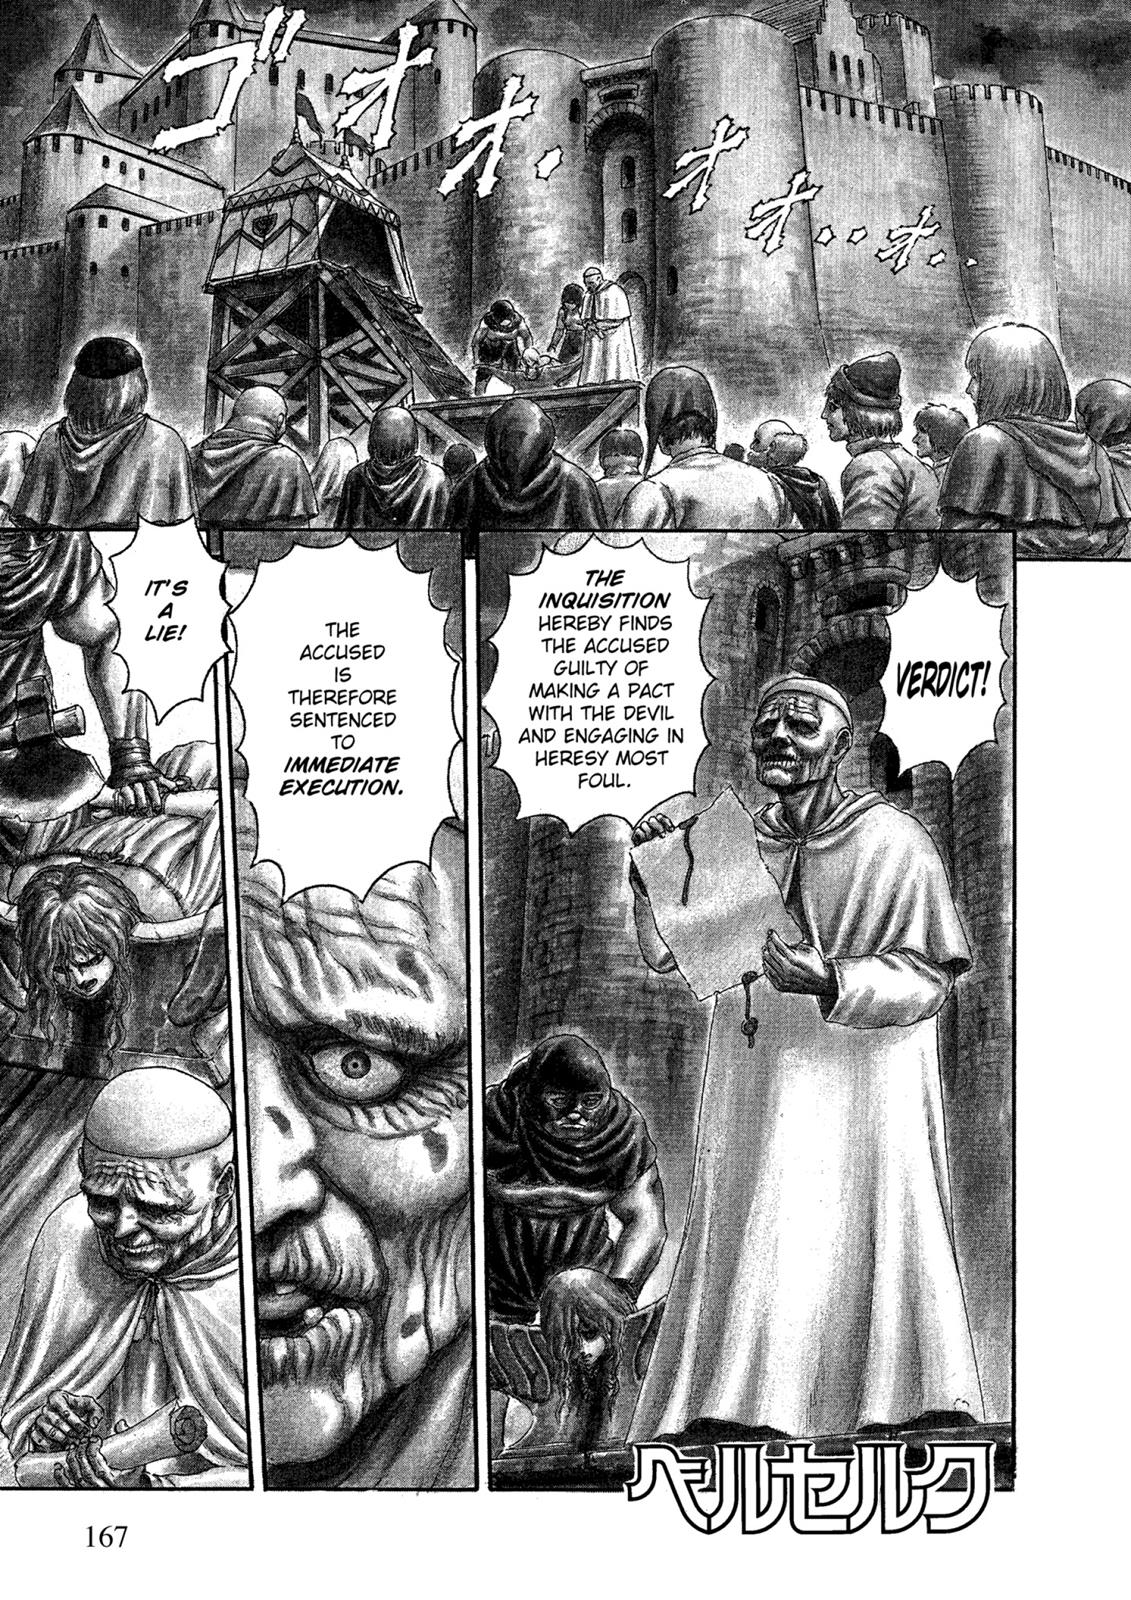 ゴオオ・オオ・・オ・・
VERDICT!
THE
INQUISITION
HEREBY FINDS
THE ACCUSED
GUILTY OF
MAKING A PACT
WITH THE DEVIL
AND ENGAGING IN
HERESY MOST
FOUL.
THE
ACCUSED
IS
THEREFORE
SENTENCED
TO
IMMEDIATE
EXECUTION.
IT'S
A
LIE!
ベルセルク
167